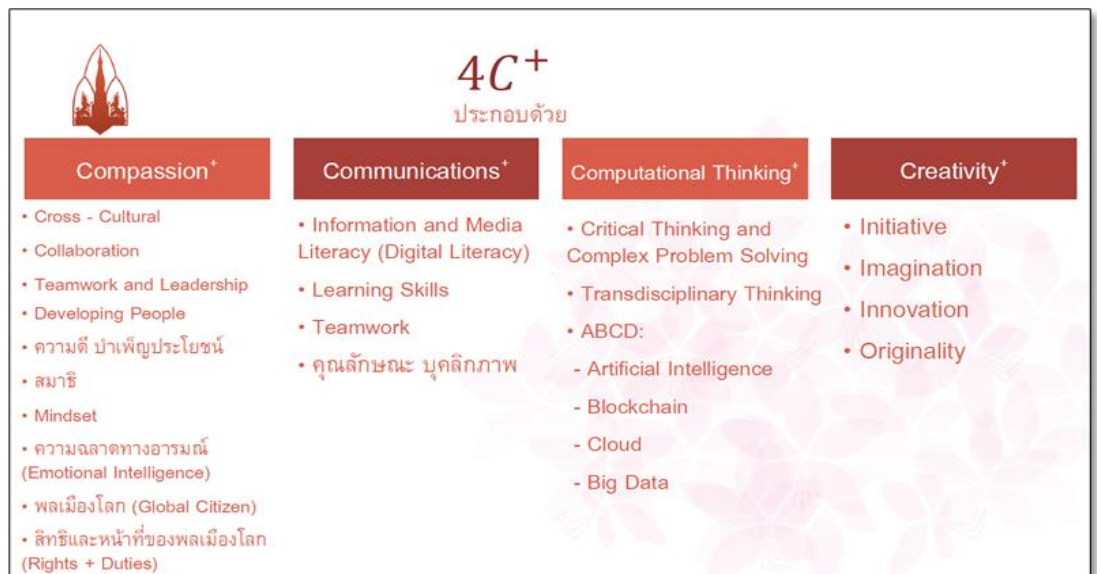 4C+
ประกอบด้วย
Compassion+
• Cross - Cultural
• Collaboration
• Teamwork and Leadership
• Developing People
• ความดี บำเพ็ญประโยชน์
• สมาธิ
• Mindset
• ความฉลาดทางอารมณ์
(Emotional Intelligence)
• พลเมืองโลก (Global Citizen)
• สิทธิและหน้าที่ของพลเมืองโลก
(Rights + Duties)
Communications+
• Information and Media
Literacy (Digital Literacy)
• Learning Skills
• Teamwork
• คุณลักษณะ บุคลิกภาพ
Computational Thinking+
• Critical Thinking and
Complex Problem Solving
• Transdisciplinary Thinking
• ABCD:
- Artificial Intelligence
- Blockchain
- Cloud
- Big Data
Creativity+
• Initiative
• Imagination
• Innovation
• Originality